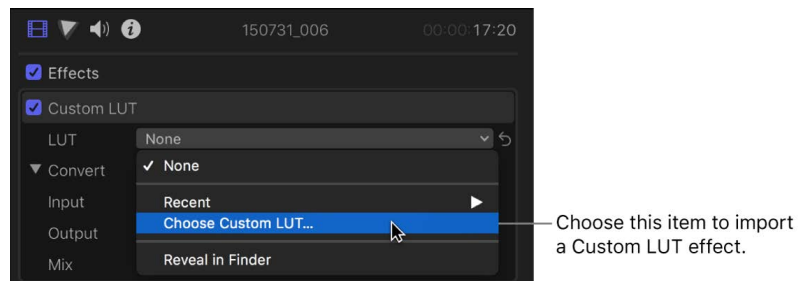 150731_006 00:00:17:20
Effects
Custom LUT
LUT None
✓ None
Convert
Input Recent
Choose Custom LUT...
Output
Mix Reveal in Finder
Choose this item to import
a Custom LUT effect.